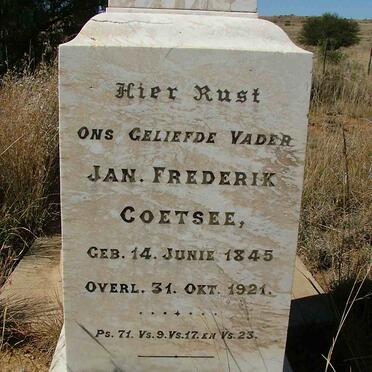 Hier Rust
ONS GELIEFDE VADER
JAN. FREDERIK
COETSEE,
GEB. 14. JUNIE 1845
OVERL. 31. OKT. 1921.
PS. 71. VS. 9. VS. 17. EN VS. 23.